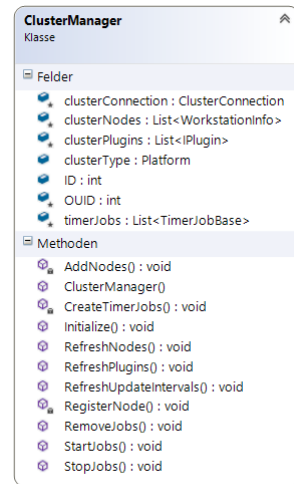 ClusterManager
Klasse
Felder
clusterConnection : ClusterConnection
clusterNodes : List<WorkstationInfo>
clusterPlugins : List<IPlugin>
clusterType : Platform
ID : int
OUID : int
timerJobs : List<TimerJobBase>
Methoden
AddNodes() : void
ClusterManager()
CreateTimerJobs() : void
Initialize() : void
RefreshNodes() : void
RefreshPlugins() : void
RefreshUpdateIntervals() : void
RegisterNode() : void
RemoveJobs() : void
StartJobs() : void
StopJobs() : void